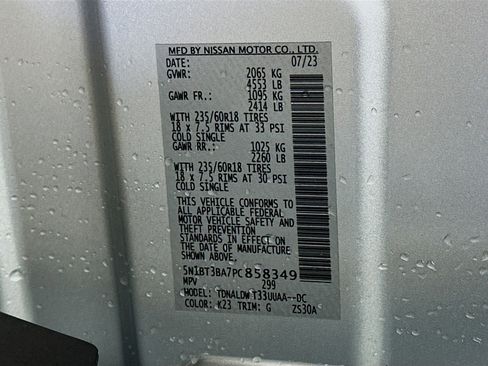 MFD BY NISSAN MOTOR CO., LTD.
DATE: 07/23
GVWR: 2065 KG
4553 LB
GAWR FR.: 1095 KG
2414 LB
WITH 235/60R18 TIRES
18 x 7.5 RIMS AT 33 PSI
COLD SINGLE
GAWR RR.: 1025 KG
2260 LB
WITH 235/60R18 TIRES
18 x 7.5 RIMS AT 30 PSI
COLD SINGLE
THIS VEHICLE CONFORMS TO
ALL APPLICABLE FEDERAL
MOTOR VEHICLE SAFETY AND
THEFT PREVENTION
STANDARDS IN EFFECT ON
THE DATE OF MANUFACTURE
SHOWN ABOVE.
5N1BT3BA7PC858349
MPV 299
MODEL: TDNALDW T33UUAA--DC
COLOR: K23 TRIM: G ZS30A